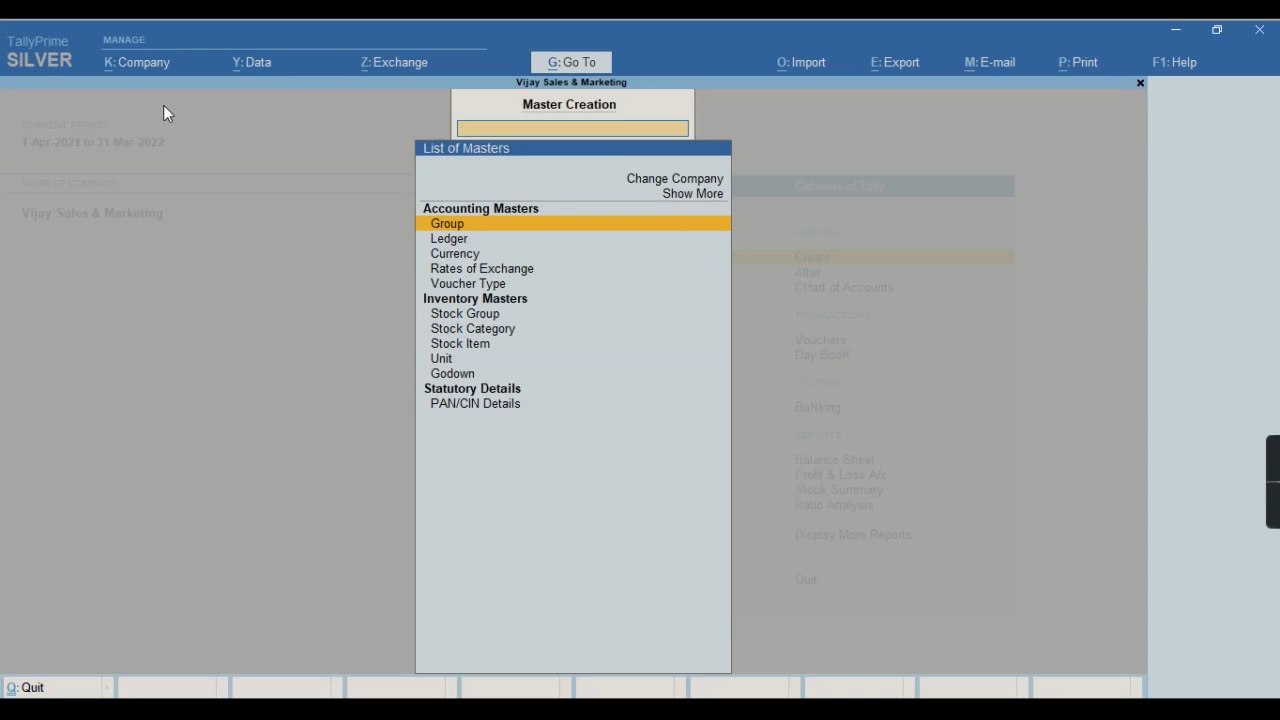 TallyPrime
SILVER
MANAGE
K: Company
Y: Data
Z: Exchange
G: Go To
O: Import
E: Export
M: E-mail
P: Print
F1: Help
Vijay Sales & Marketing
Master Creation
CURRENT PERIOD
1-Apr-2021 to 31-Mar-2022
NAME OF COMPANY
Vijay Sales & Marketing
List of Masters
Change Company
Show More
Accounting Masters
Group
Ledger
Currency
Rates of Exchange
Voucher Type
Inventory Masters
Stock Group
Stock Category
Stock Item
Unit
Godown
Statutory Details
PAN/CIN Details
Gateway of Tally
MASTERS
Create
Alter
CHart of Accounts
TRANSACTIONS
Vouchers
Day BooK
UTILITIES
BaNking
REPORTS
Balance Sheet
Profit & Loss A/c
Stock Summary
Ratio Analysis
Display More Reports
Quit
Q: Quit